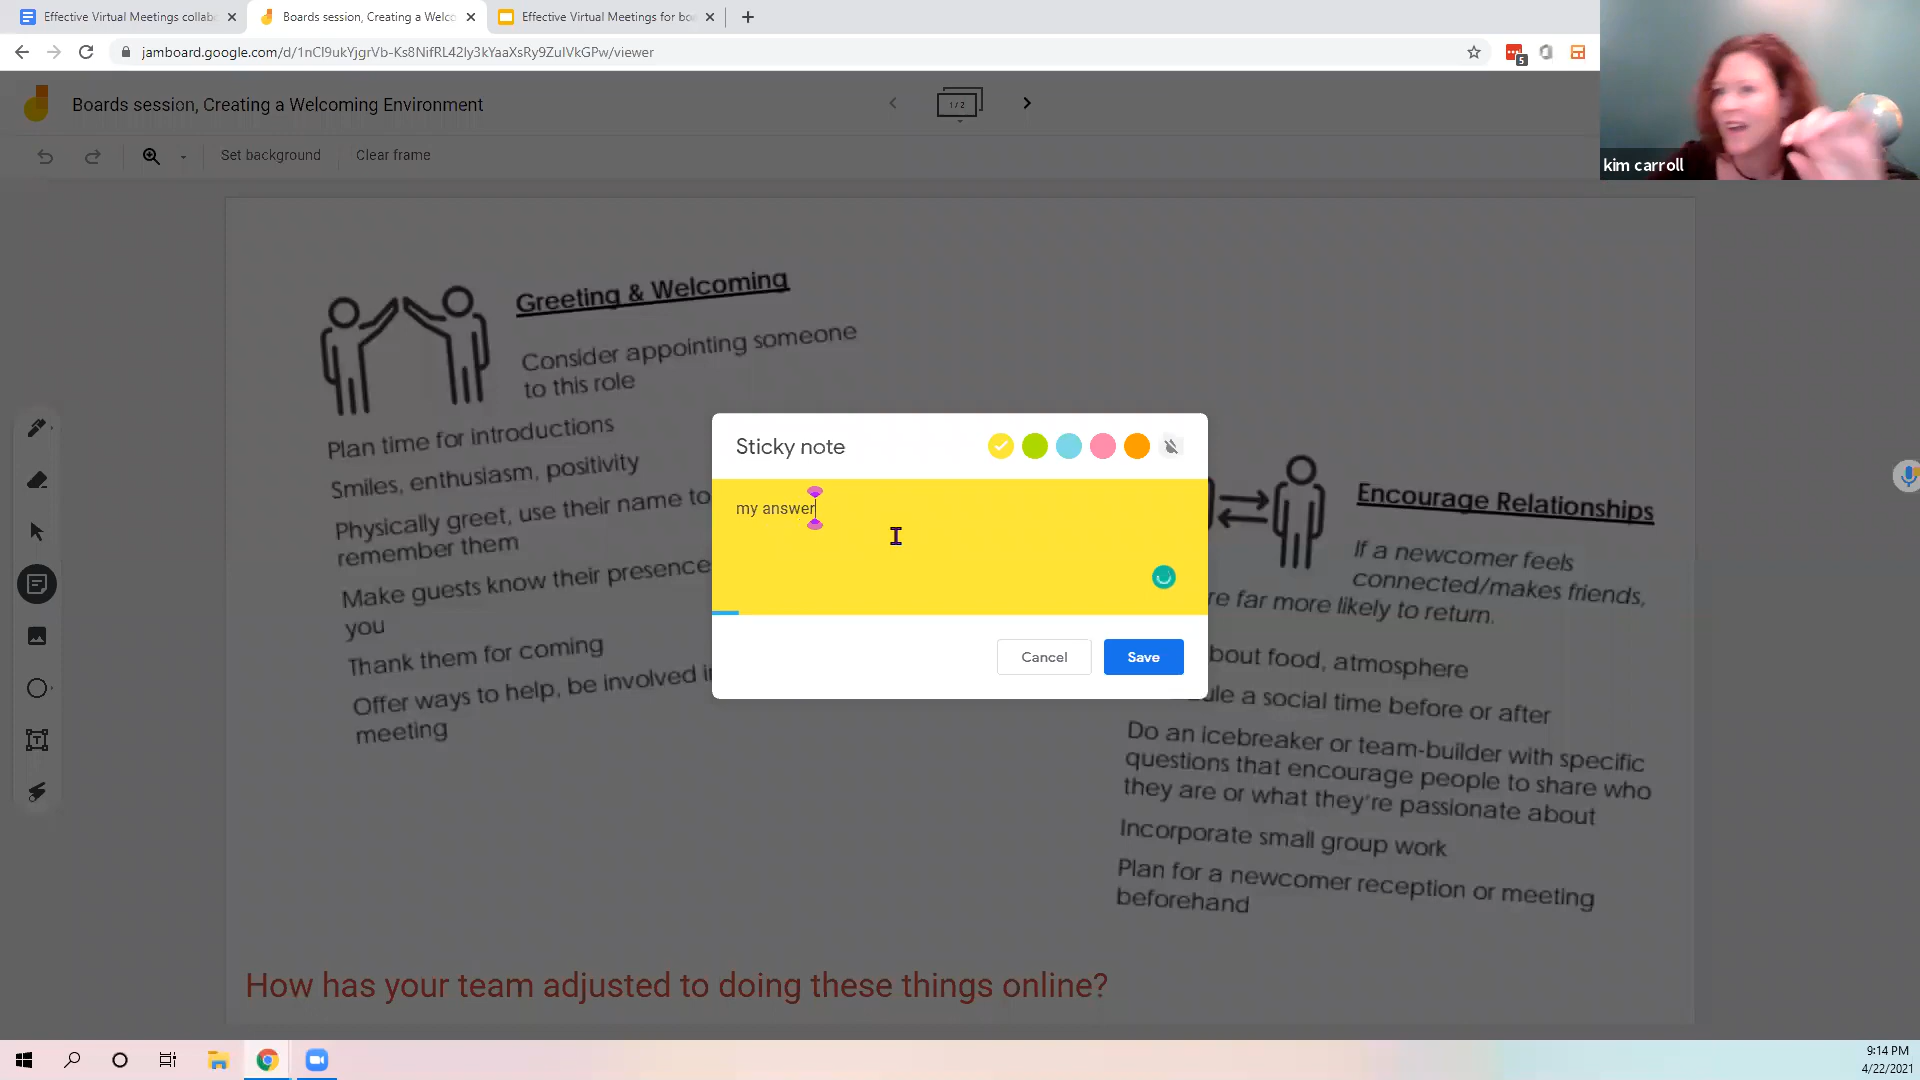 Effective Virtual Meetings collab
Boards session, Creating a Welco
Effective Virtual Meetings for bo
jamboard.google.com/d/1nCl9ukYjgrVb-Ks8NifRL42Iy3kYaaXsRy9ZuIVkGPw/viewer
5
kim carroll
Boards session, Creating a Welcoming Environment
1 / 2
Set background
Clear frame
Greeting & Welcoming
Consider appointing someone
to this role
Plan time for introductions
Smiles, enthusiasm, positivity
Physically greet, use their name to
remember them
Make guests know their presence
you
Thank them for coming
Offer ways to help, be involved i
meeting
Sticky note
my answer
Cancel
Save
Encourage Relationships
If a newcomer feels
connected/makes friends,
re far more likely to return.
bout food, atmosphere
ule a social time before or after
Do an icebreaker or team-builder with specific
questions that encourage people to share who
they are or what they're passionate about
Incorporate small group work
Plan for a newcomer reception or meeting
beforehand
How has your team adjusted to doing these things online?
9:14 PM
4/22/2021